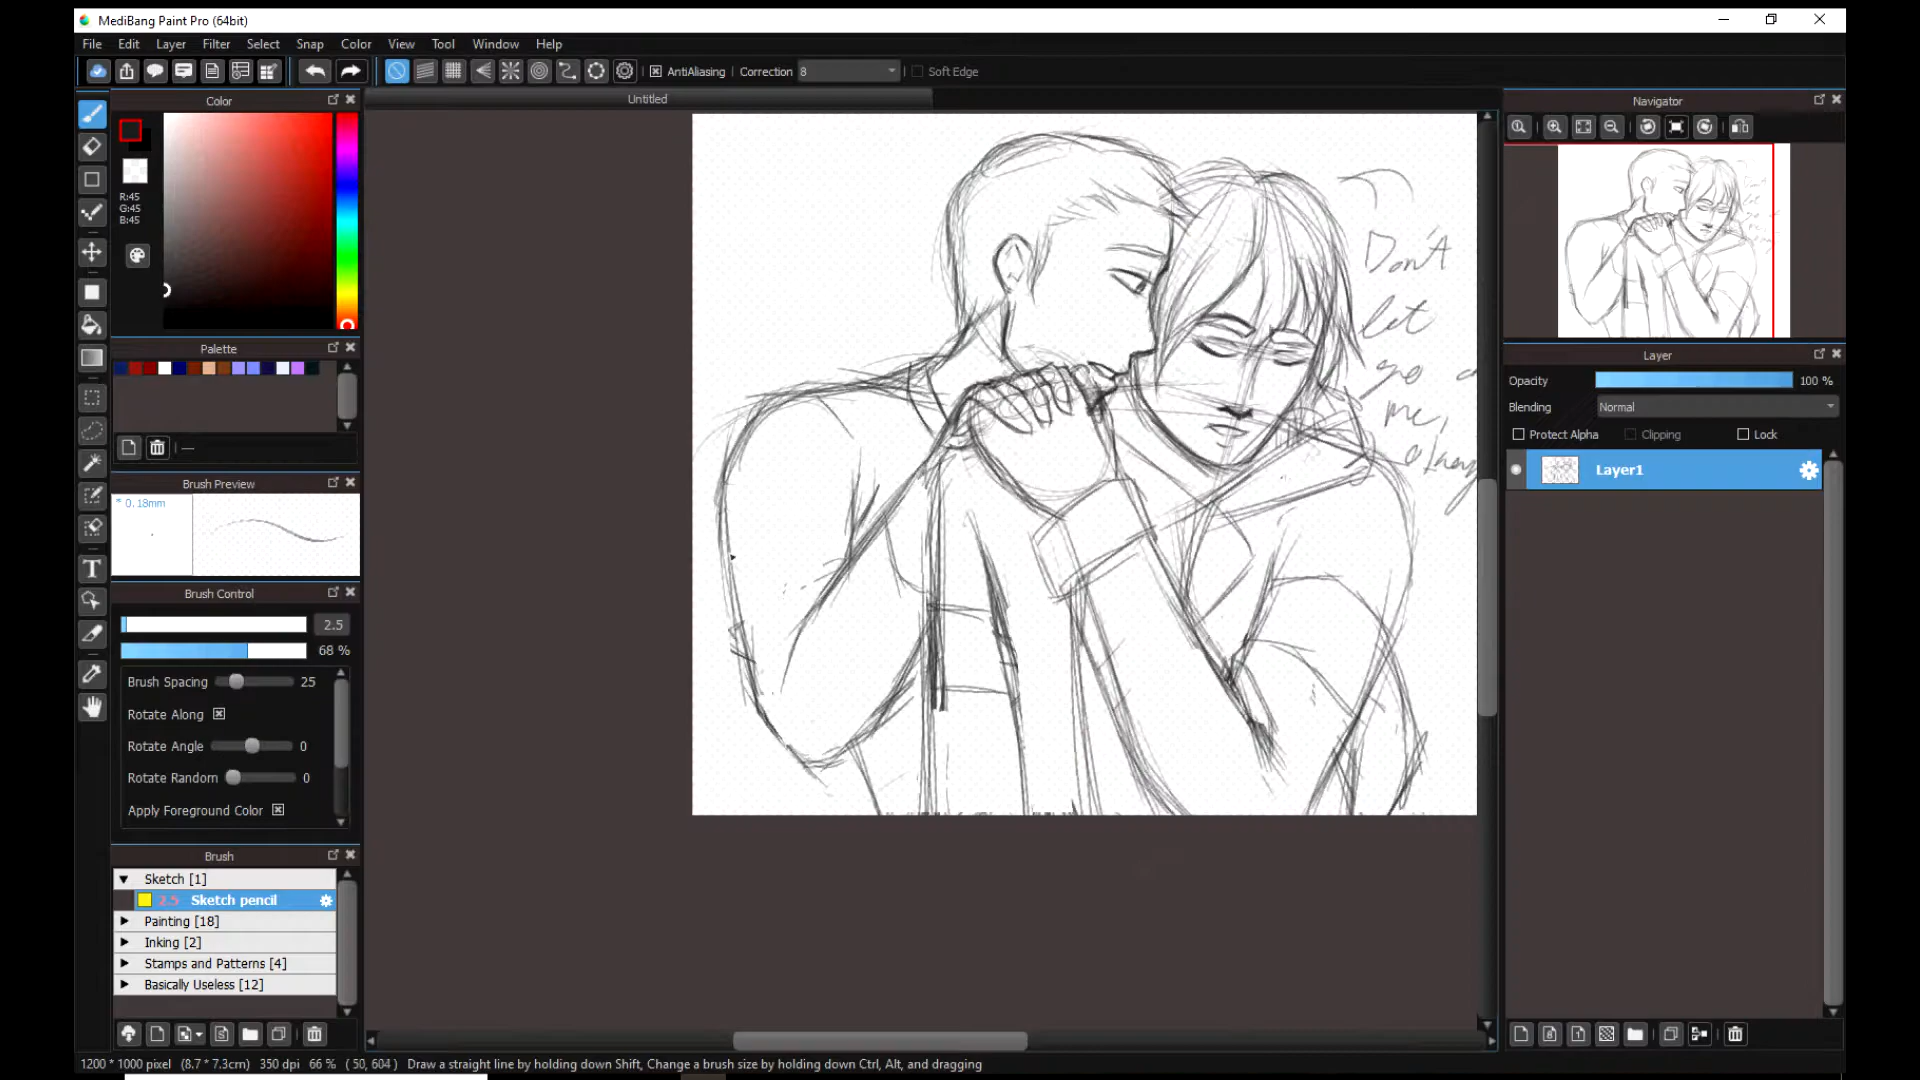 MediBang Paint Pro (64bit)
File Edit Layer Filter Select Snap Color View Tool Window Help
AntiAliasing Correction 8 Soft Edge
Color
Untitled
Navigator
R:45
G:45
B:45
Palette
Brush Preview
* 0.18mm
Brush Control
2.5
68 %
Brush Spacing 25
Rotate Along
Rotate Angle 0
Rotate Random 0
Apply Foreground Color
Brush
Sketch [1]
2.5 Sketch pencil
Painting [18]
Inking [2]
Stamps and Patterns [4]
Basically Useless [12]
Don't
let
go
me,
okay
Layer
Opacity 100 %
Blending Normal
Protect Alpha Clipping Lock
Layer1
1200 * 1000 pixel (8.7 * 7.3cm) 350 dpi 66 % ( 50, 604 ) Draw a straight line by holding down Shift, Change a brush size by holding down Ctrl, Alt, and dragging